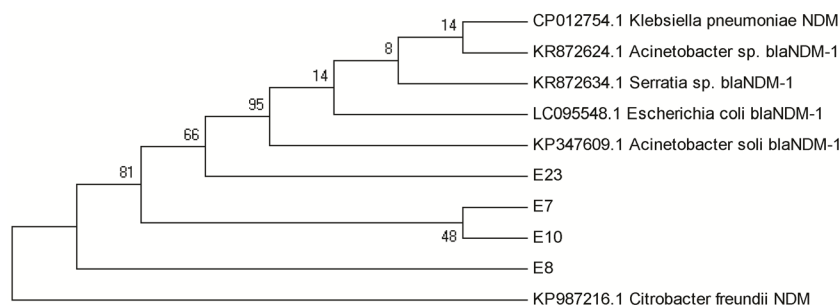 14 CP012754.1 Klebsiella pneumoniae NDM
8 KR872624.1 Acinetobacter sp. blaNDM-1
14 KR872634.1 Serratia sp. blaNDM-1
95 LC095548.1 Escherichia coli blaNDM-1
66 KP347609.1 Acinetobacter soli blaNDM-1
81 E23
E7
48 E10
E8
KP987216.1 Citrobacter freundii NDM